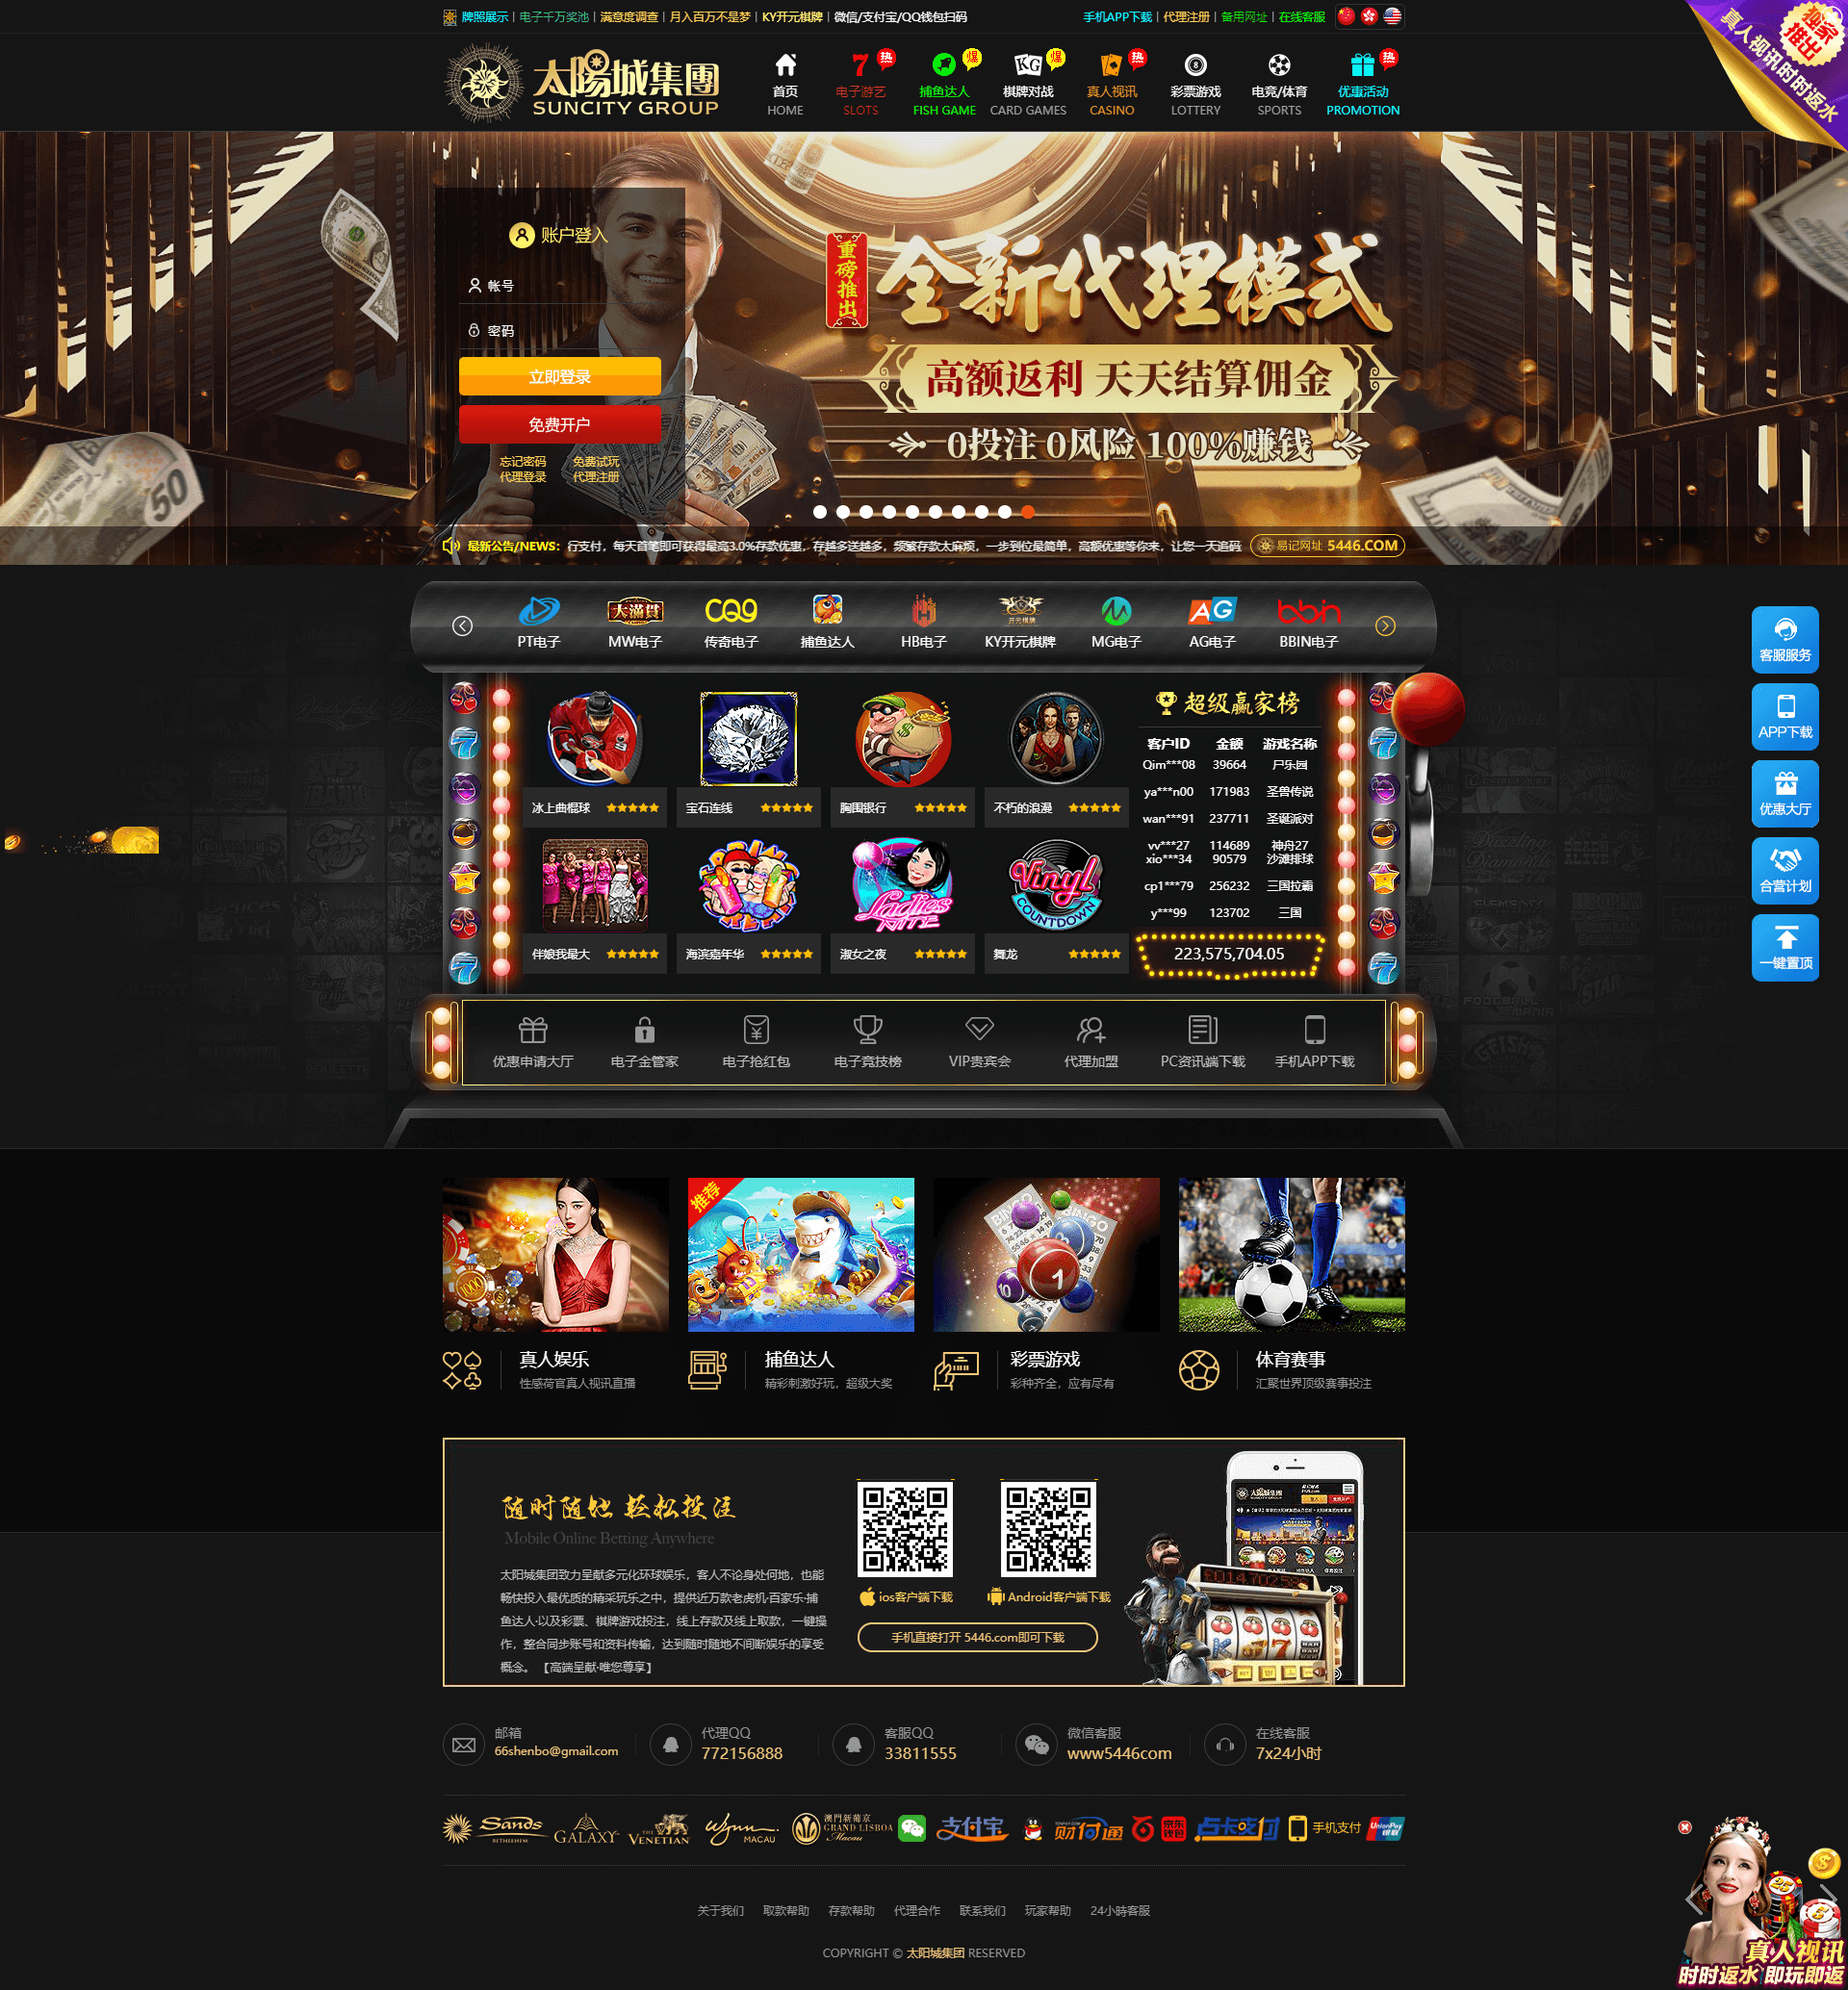 牌照展示 | 电子千万奖池 | 满意度调查 | 月入百万不是梦 | KY开元棋牌 | 微信/支付宝/QQ钱包扫码
手机APP下载 | 代理注册 | 备用网址 | 在线客服
独家推出
真人视讯时时返水
太陽城集團
SUNCITY GROUP
首页 HOME
电子游艺 SLOTS 热
捕鱼达人 FISH GAME 爆
棋牌对战 CARD GAMES 爆
真人视讯 CASINO 热
彩票游戏 LOTTERY
电竞/体育 SPORTS
优惠活动 PROMOTION 热
账户登入
帐号
密码
立即登录
免费开户
忘记密码 免费试玩
代理登录 代理注册
重磅推出
全新代理模式
高额返利 天天结算佣金
0投注 0风险 100%赚钱
最新公告/NEWS: 行支付，每天首笔即可获得最高3.0%存款优惠，存越多送越多，频繁存款太麻烦，一步到位最简单，高额优惠等你来，让您一天追码
易记网址 5446.COM
PT电子
大满贯 MW电子
CQ9 传奇电子
捕鱼达人
HB电子
开元棋牌 KY开元棋牌
MG电子
AG AG电子
bbin BBIN电子
冰上曲棍球
宝石连线
胸围银行
不朽的浪漫
伴娘我最大
海滨嘉年华
Ladies NITE
淑女之夜
Vinyl COUNTDOWN
舞龙
超级赢家榜
客户ID 金额 游戏名称
Qim***08 39664 尸乐园
ya***n00 171983 圣兽传说
wan***91 237711 圣诞派对
vv***27 114689 神舟27
xio***34 90579 沙滩排球
cp1***79 256232 三国拉霸
y***99 123702 三国
223,575,704.05
客服服务
APP下载
优惠大厅
合营计划
一键置顶
优惠申请大厅
电子金管家
电子抢红包
电子竞技榜
VIP贵宾会
代理加盟
PC资讯端下载
手机APP下载
推荐
真人娱乐
性感荷官真人视讯直播
捕鱼达人
精彩刺激好玩，超级大奖
彩票游戏
彩种齐全，应有尽有
体育赛事
汇聚世界顶级赛事投注
随时随地 轻松投注
Mobile Online Betting Anywhere
太阳城集团致力呈献多元化环球娱乐，客人不论身处何地，也能
畅快投入最优质的精采玩乐之中，提供近万款老虎机·百家乐·捕
鱼达人·以及彩票、棋牌游戏投注，线上存款及线上取款，一键操
作，整合同步账号和资料传输，达到随时随地不间断娱乐的享受
概念。 【高端呈献·唯您尊享】
ios客户端下载
Android客户端下载
手机直接打开 5446.com即可下载
邮箱
66shenbo@gmail.com
代理QQ
772156888
客服QQ
33811555
微信客服
www5446com
在线客服
7x24小时
Sands BETHLEHEM
GALAXY
THE VENETIAN
Wynn MACAU
澳門新葡京 GRAND LISBOA Macau
支付宝
财付通
京东钱包
点卡支付
手机支付
UnionPay 银联
关于我们 取款帮助 存款帮助 代理合作 联系我们 玩家帮助 24小時客服
COPYRIGHT © 太阳城集团 RESERVED
真人视讯
时时返水 即玩即返